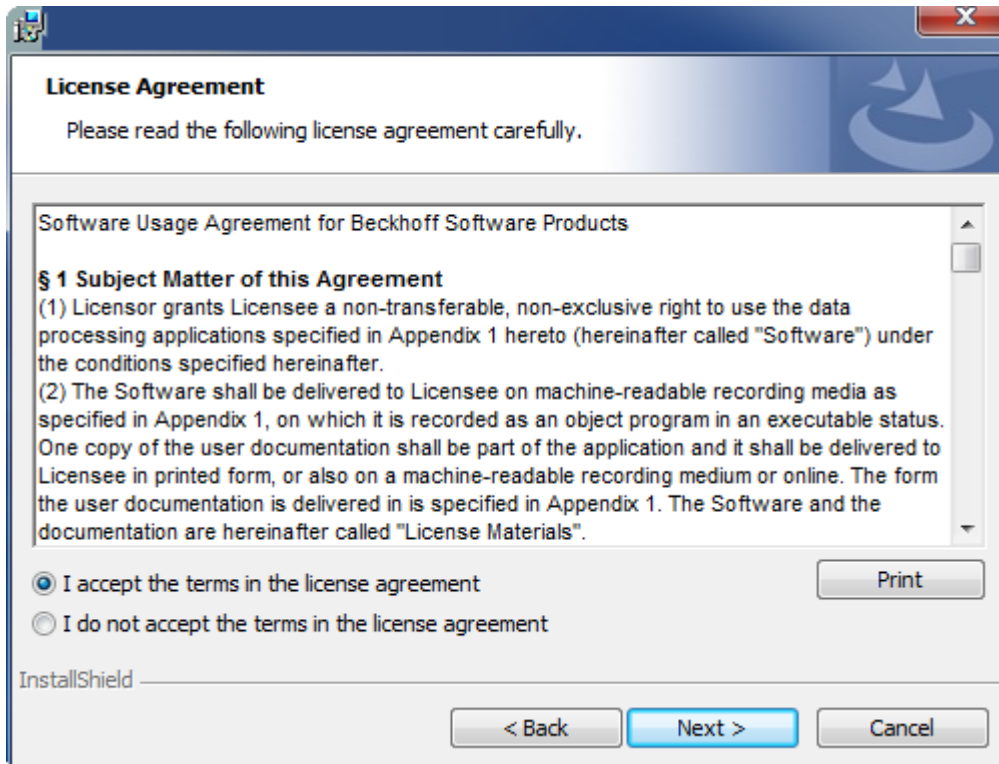 License Agreement
Please read the following license agreement carefully.
Software Usage Agreement for Beckhoff Software Products
§ 1 Subject Matter of this Agreement
(1) Licensor grants Licensee a non-transferable, non-exclusive right to use the data
processing applications specified in Appendix 1 hereto (hereinafter called "Software") under
the conditions specified hereinafter.
(2) The Software shall be delivered to Licensee on machine-readable recording media as
specified in Appendix 1, on which it is recorded as an object program in an executable status.
One copy of the user documentation shall be part of the application and it shall be delivered to
Licensee in printed form, or also on a machine-readable recording medium or online. The form
the user documentation is delivered in is specified in Appendix 1. The Software and the
documentation are hereinafter called "License Materials".
I accept the terms in the license agreement
Print
I do not accept the terms in the license agreement
InstallShield
< Back
Next >
Cancel